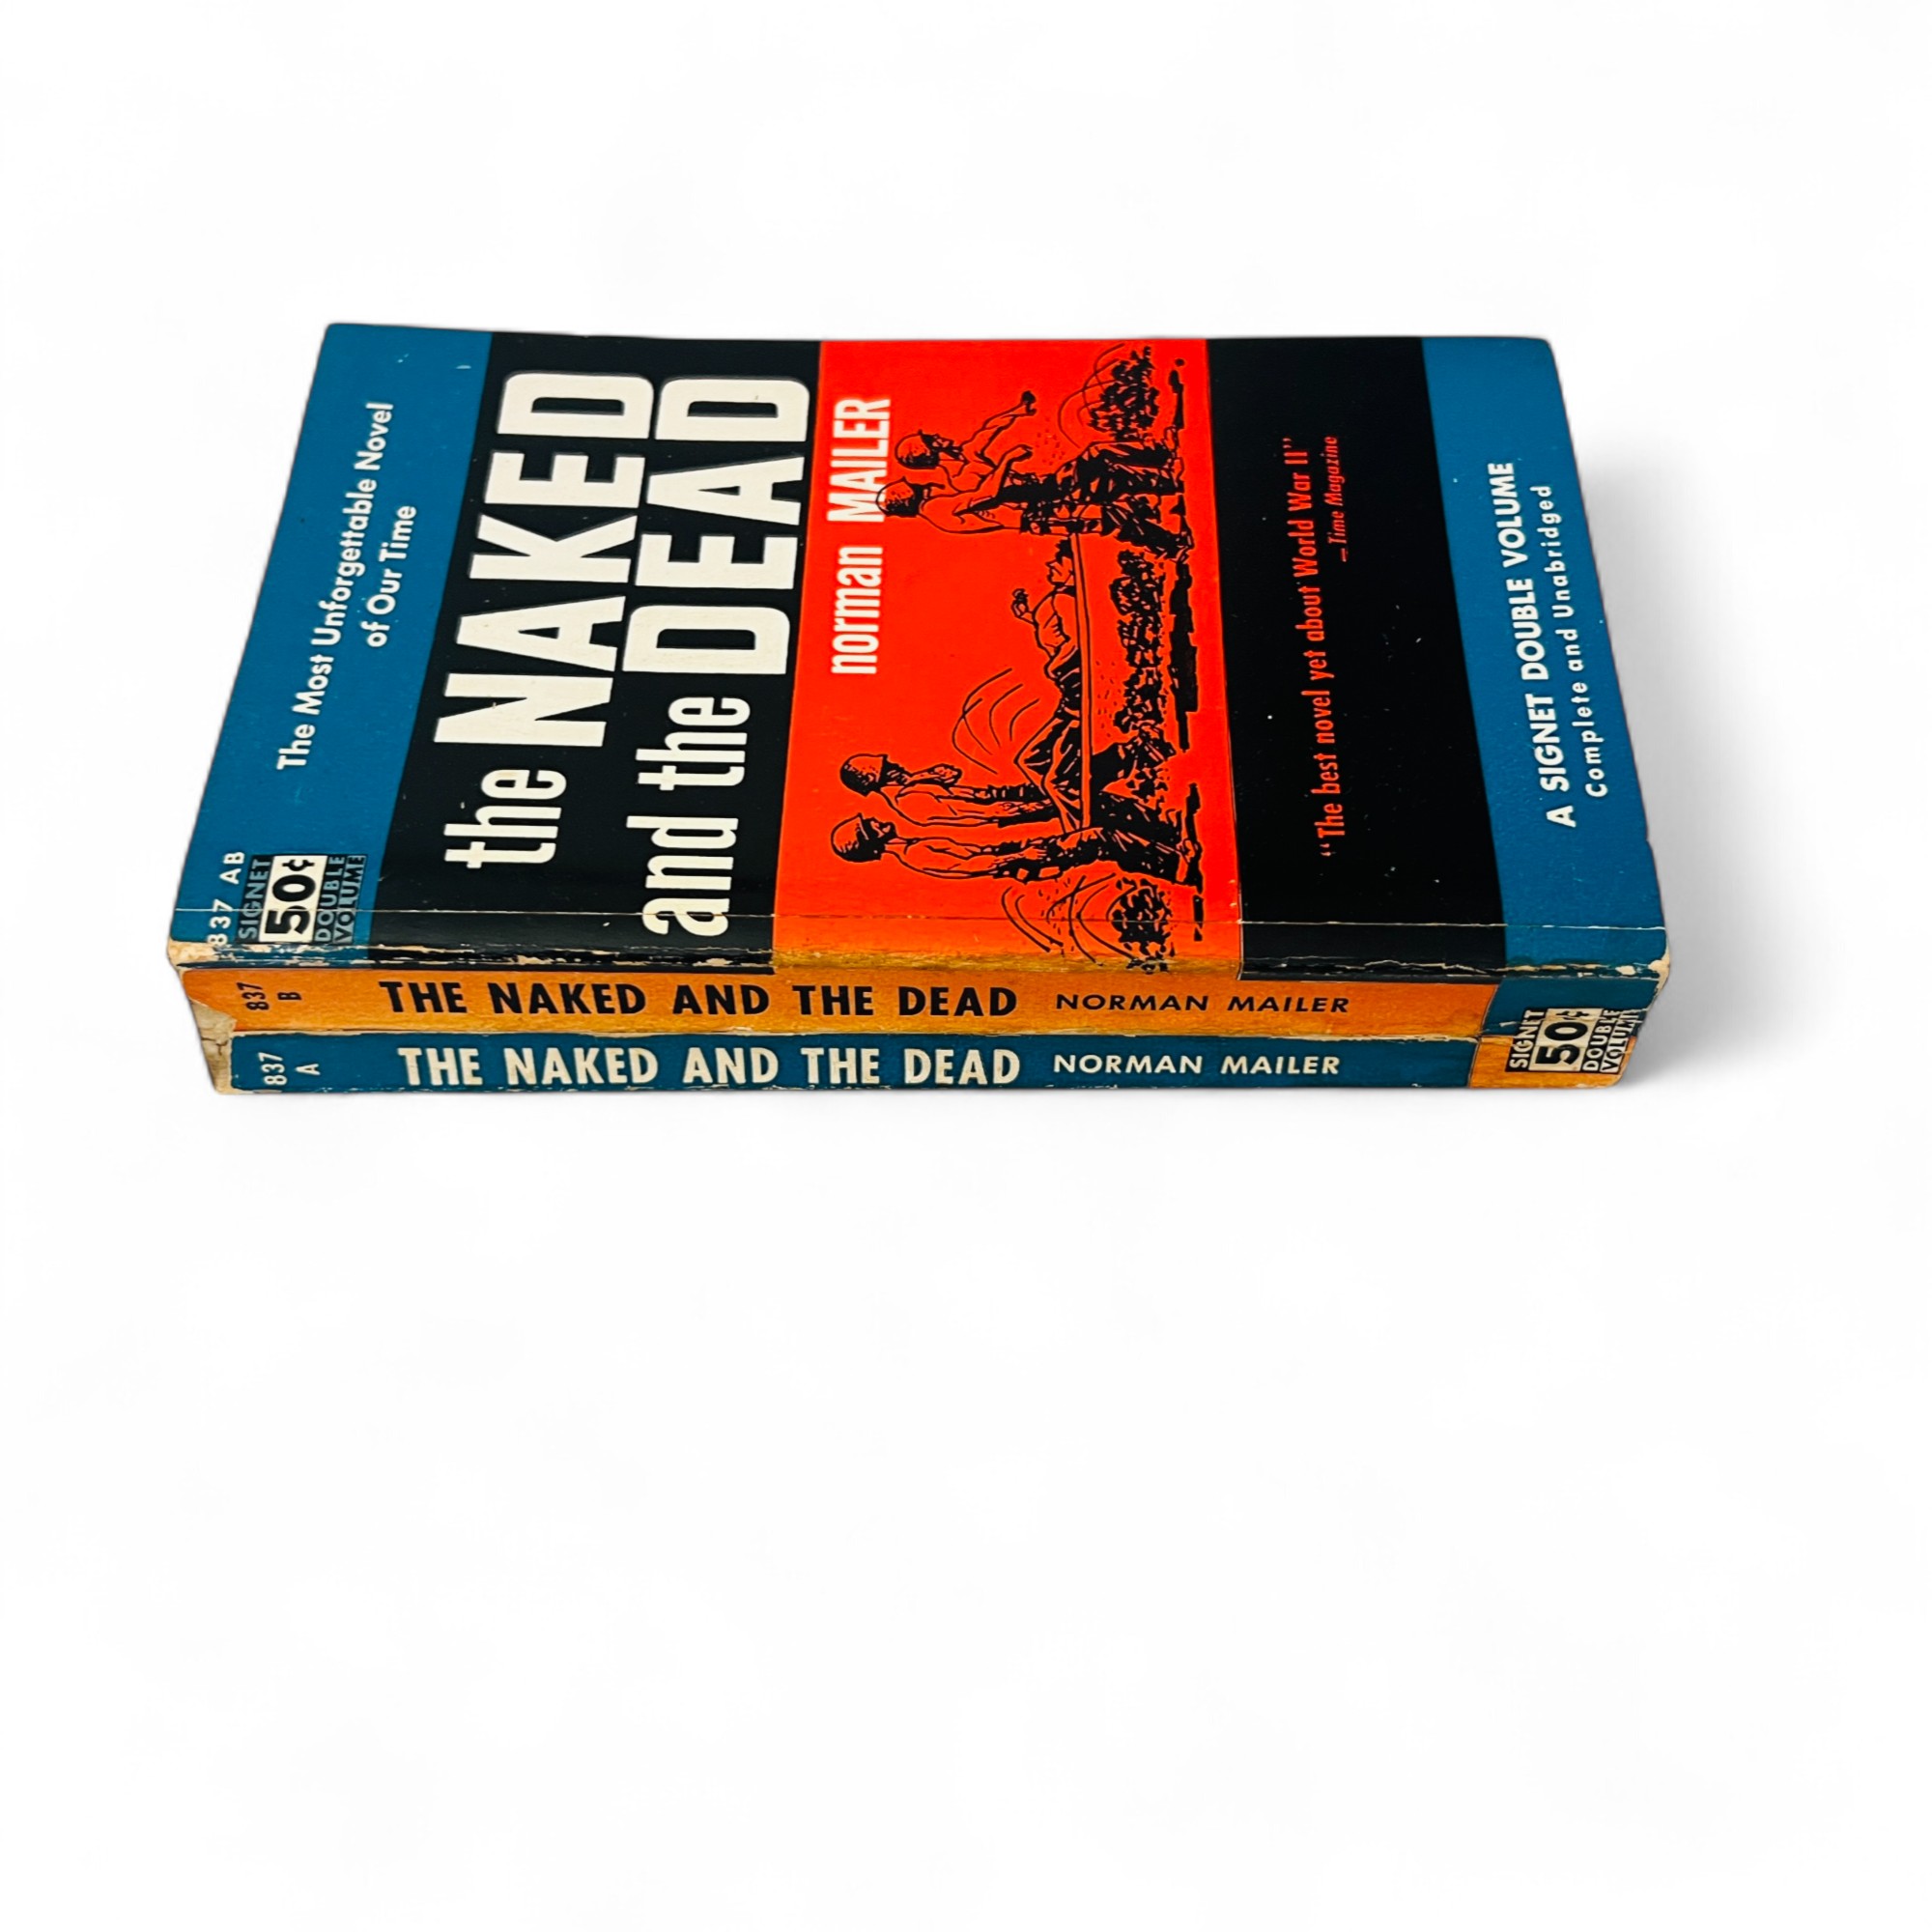 837 AB
SIGNET
50¢
DOUBLE
VOLUME
The Most Unforgettable Novel
of Our Time
the NAKED
and the DEAD
norman MAILER
"The best novel yet about World War II"
—Time Magazine
A SIGNET DOUBLE VOLUME
Complete and Unabridged
837
B
THE NAKED AND THE DEAD NORMAN MAILER
837
A
THE NAKED AND THE DEAD NORMAN MAILER
SIGNET
50¢
DOUBLE
VOLUME